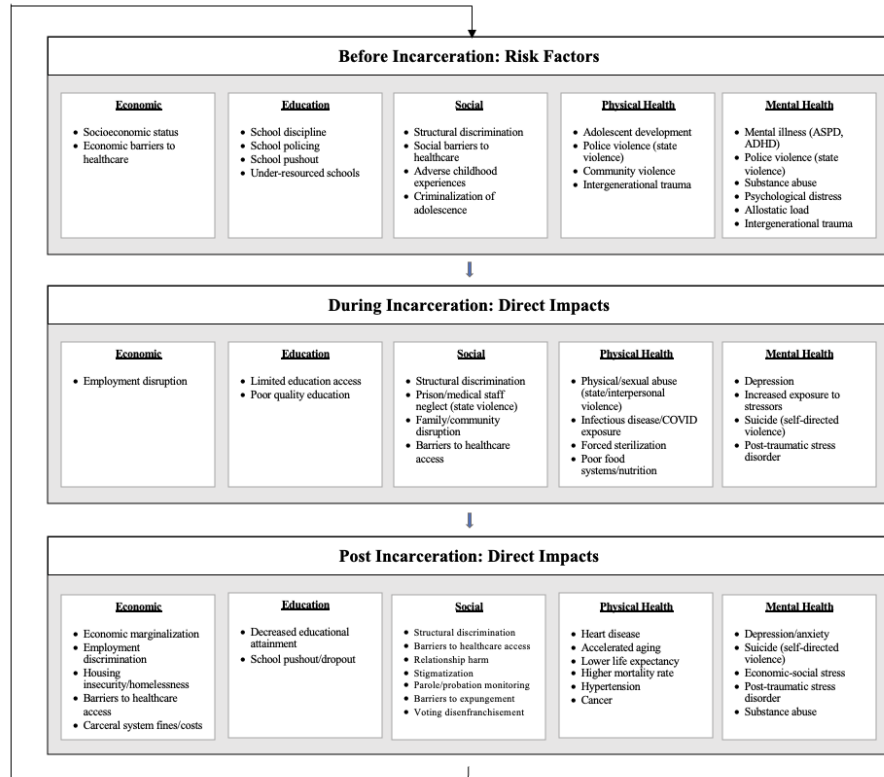 Before Incarceration: Risk Factors
Economic
• Socioeconomic status
• Economic barriers to
healthcare
Education
• School discipline
• School policing
• School pushout
• Under-resourced schools
Social
• Structural discrimination
• Social barriers to
healthcare
• Adverse childhood
experiences
• Criminalization of
adolescence
Physical Health
• Adolescent development
• Police violence (state
violence)
• Community violence
• Intergenerational trauma
Mental Health
• Mental illness (ASPD,
ADHD)
• Police violence (state
violence)
• Substance abuse
• Psychological distress
• Allostatic load
• Intergenerational trauma
During Incarceration: Direct Impacts
Economic
• Employment disruption
Education
• Limited education access
• Poor quality education
Social
• Structural discrimination
• Prison/medical staff
neglect (state violence)
• Family/community
disruption
• Barriers to healthcare
access
Physical Health
• Physical/sexual abuse
(state/interpersonal
violence)
• Infectious disease/COVID
exposure
• Forced sterilization
• Poor food
systems/nutrition
Mental Health
• Depression
• Increased exposure to
stressors
• Suicide (self-directed
violence)
• Post-traumatic stress
disorder
Post Incarceration: Direct Impacts
Economic
• Economic marginalization
• Employment
discrimination
• Housing
insecurity/homelessness
• Barriers to healthcare
access
• Carceral system fines/costs
Education
• Decreased educational
attainment
• School pushout/dropout
Social
• Structural discrimination
• Barriers to healthcare access
• Relationship harm
• Stigmatization
• Parole/probation monitoring
• Barriers to expungement
• Voting disenfranchisement
Physical Health
• Heart disease
• Accelerated aging
• Lower life expectancy
• Higher mortality rate
• Hypertension
• Cancer
Mental Health
• Depression/anxiety
• Suicide (self-directed
violence)
• Economic-social stress
• Post-traumatic stress
disorder
• Substance abuse